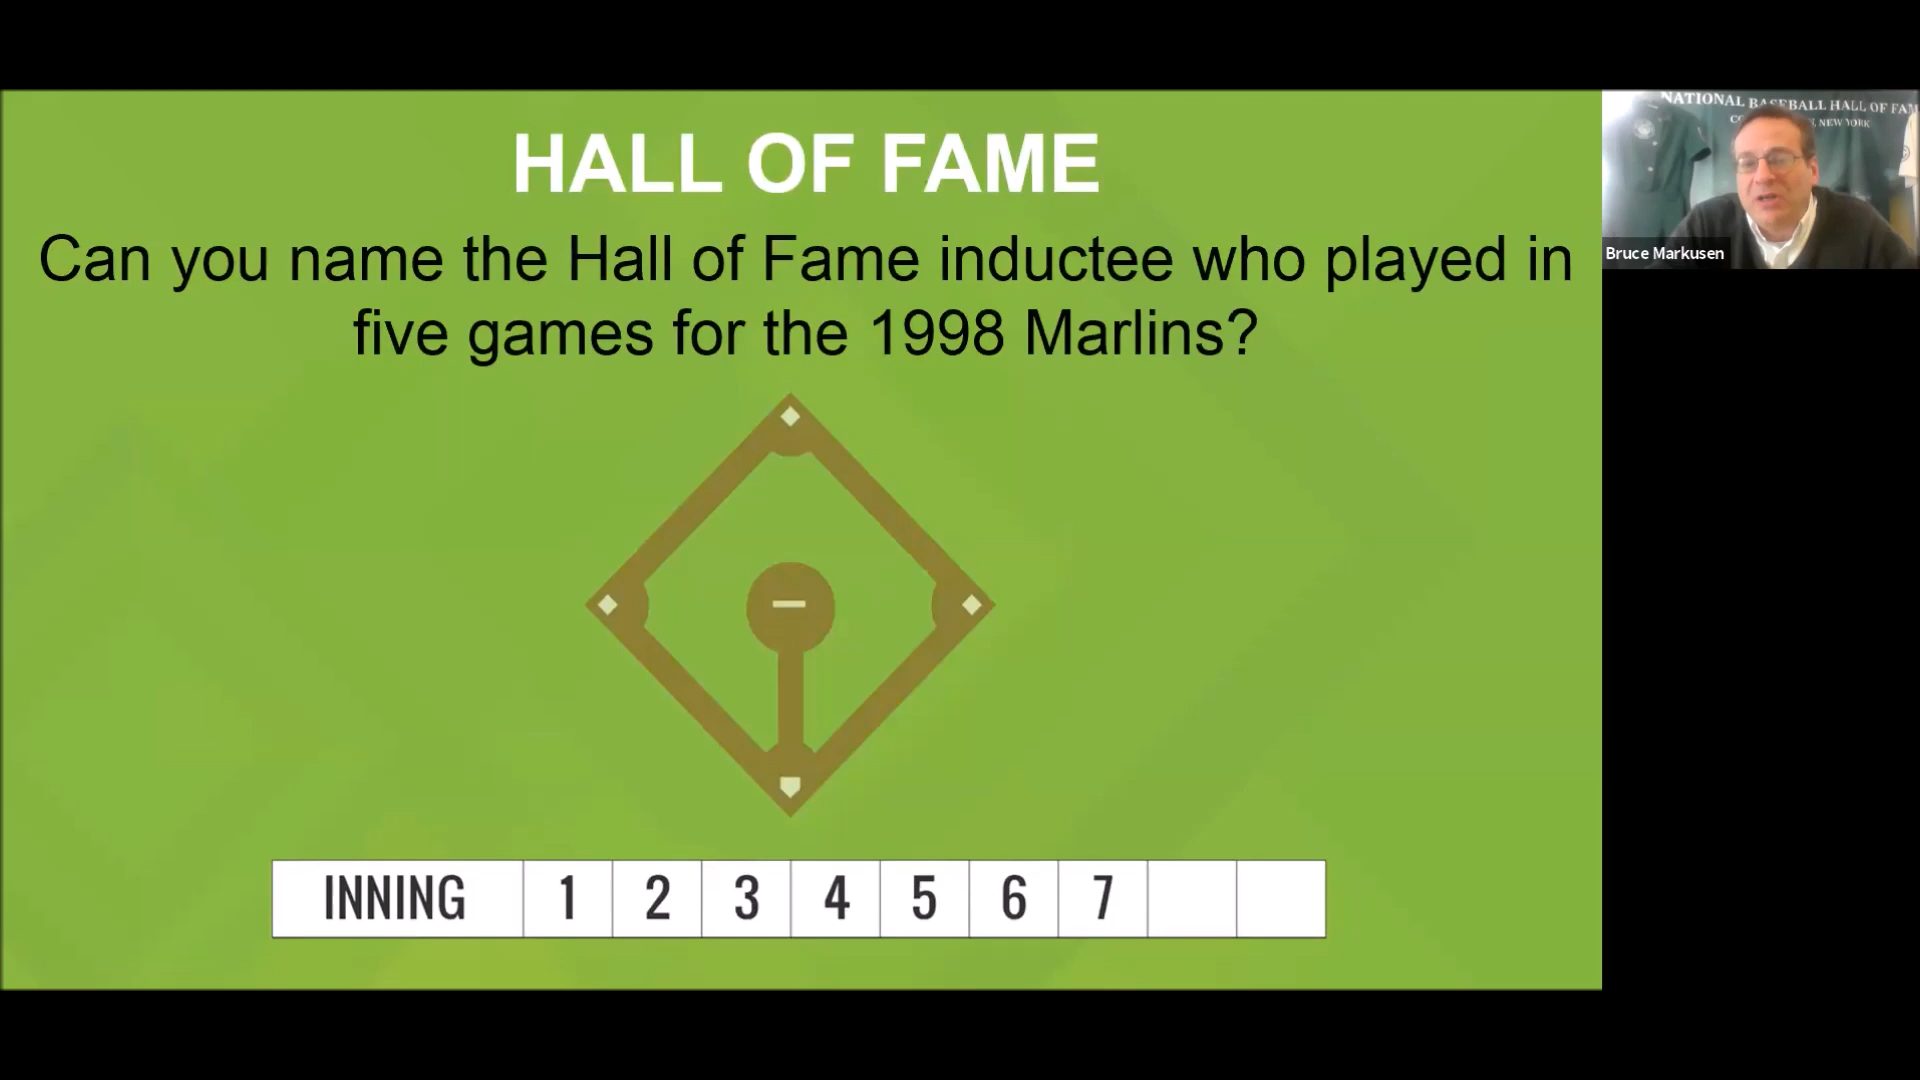 HALL OF FAME
Can you name the Hall of Fame inductee who played in
five games for the 1998 Marlins?
INNING 1 2 3 4 5 6 7
NATIONAL BASEBALL HALL OF FAM
NEW YORK
Bruce Markusen